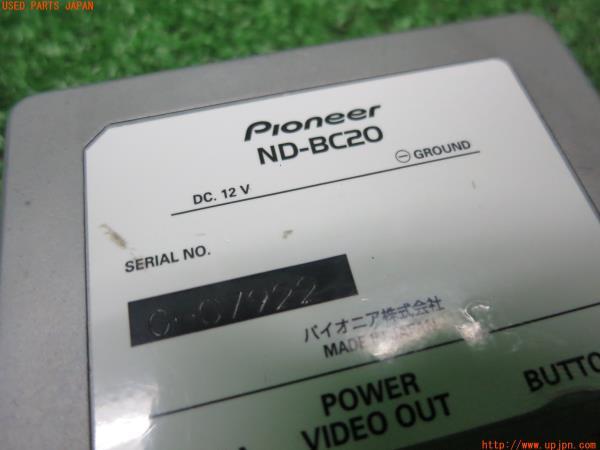 USED PARTS JAPAN
Pioneer
ND-BC20
DC. 12 V
GROUND
SERIAL NO.
パイオニア株式会社
MADE
POWER
VIDEO OUT
http://www.upjpn.com/